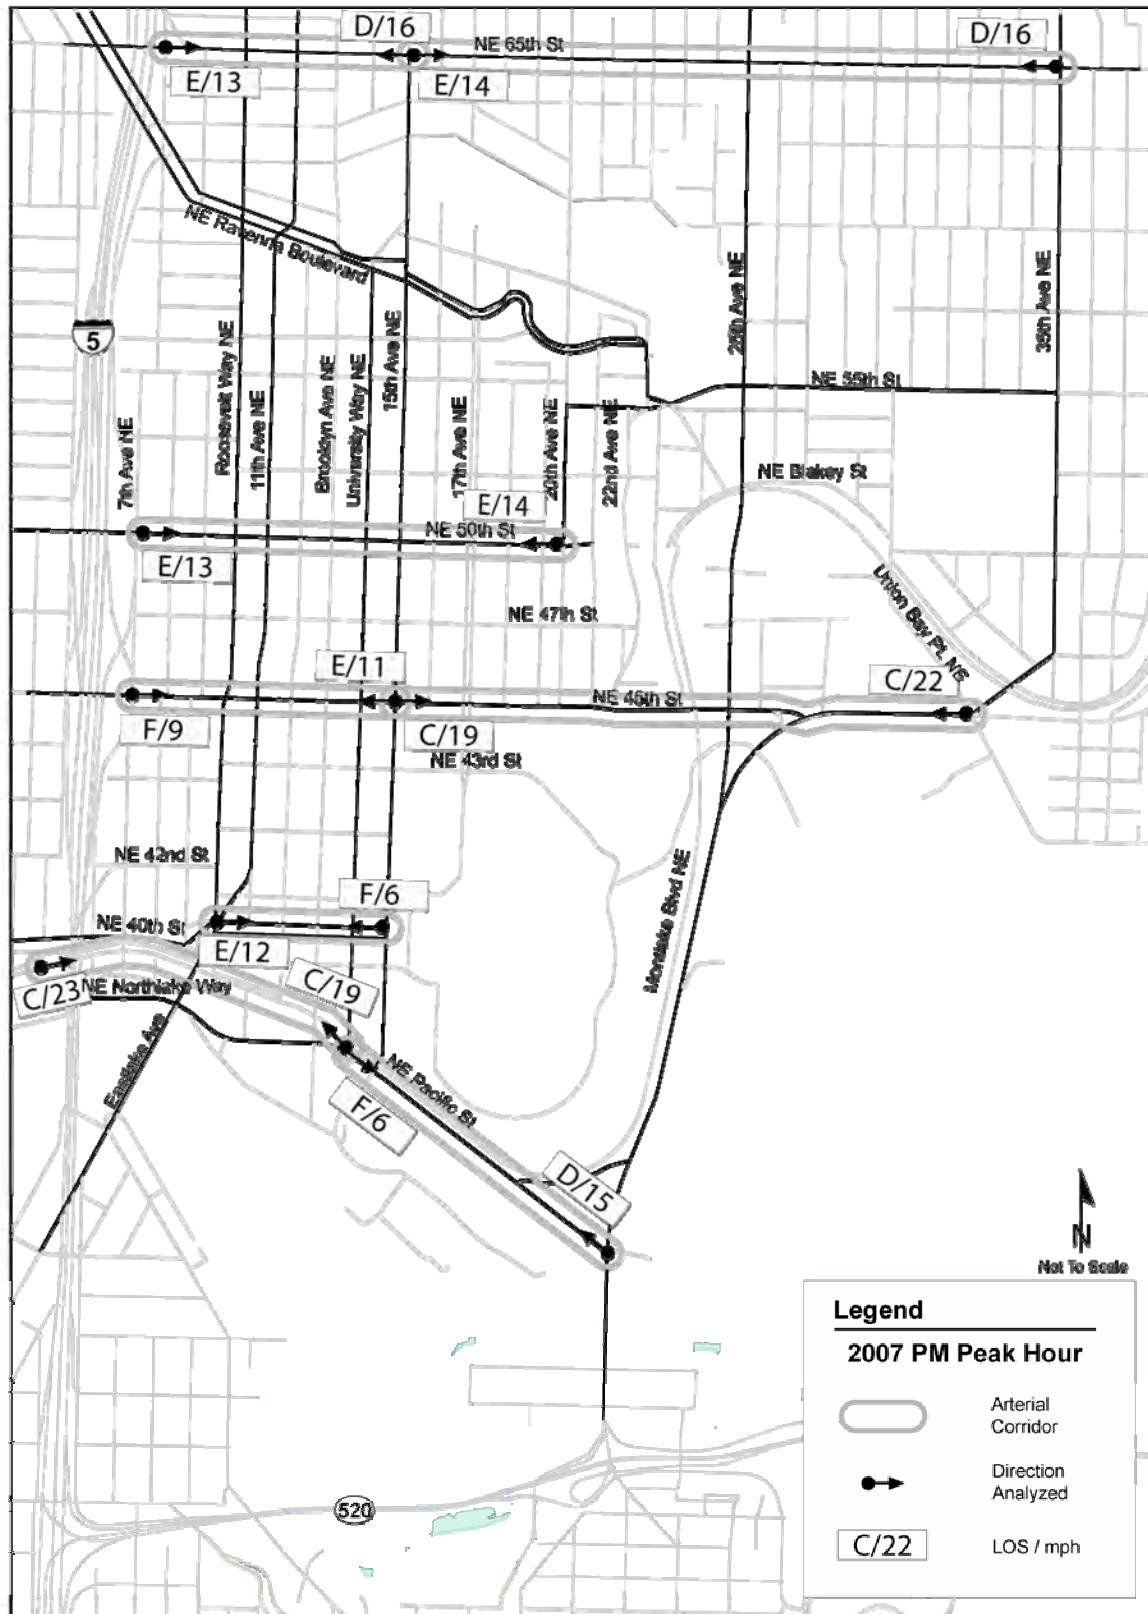 D/16
D/16
NE 65th St
E/13
E/14
NE Ravenna Boulevard
5
Roosevelt Way NE
11th Ave NE
Brooklyn Ave NE
University Way NE
15th Ave NE
25th Ave NE
35th Ave NE
NE 55th St
7th Ave NE
17th Ave NE
20th Ave NE
22nd Ave NE
NE Blakey St
E/14
NE 50th St
E/13
Union Bay Pl. NE
NE 47th St
E/11
C/22
NE 45th St
F/9
C/19
NE 43rd St
NE 42nd St
Montlake Blvd NE
F/6
NE 40th St
E/12
C/19
C/23
NE Northlake Way
Eastlake Ave
NE Pacific St
F/6
D/15
N
Not To Scale
Legend
2007 PM Peak Hour
Arterial
Corridor
Direction
Analyzed
C/22
LOS / mph
520